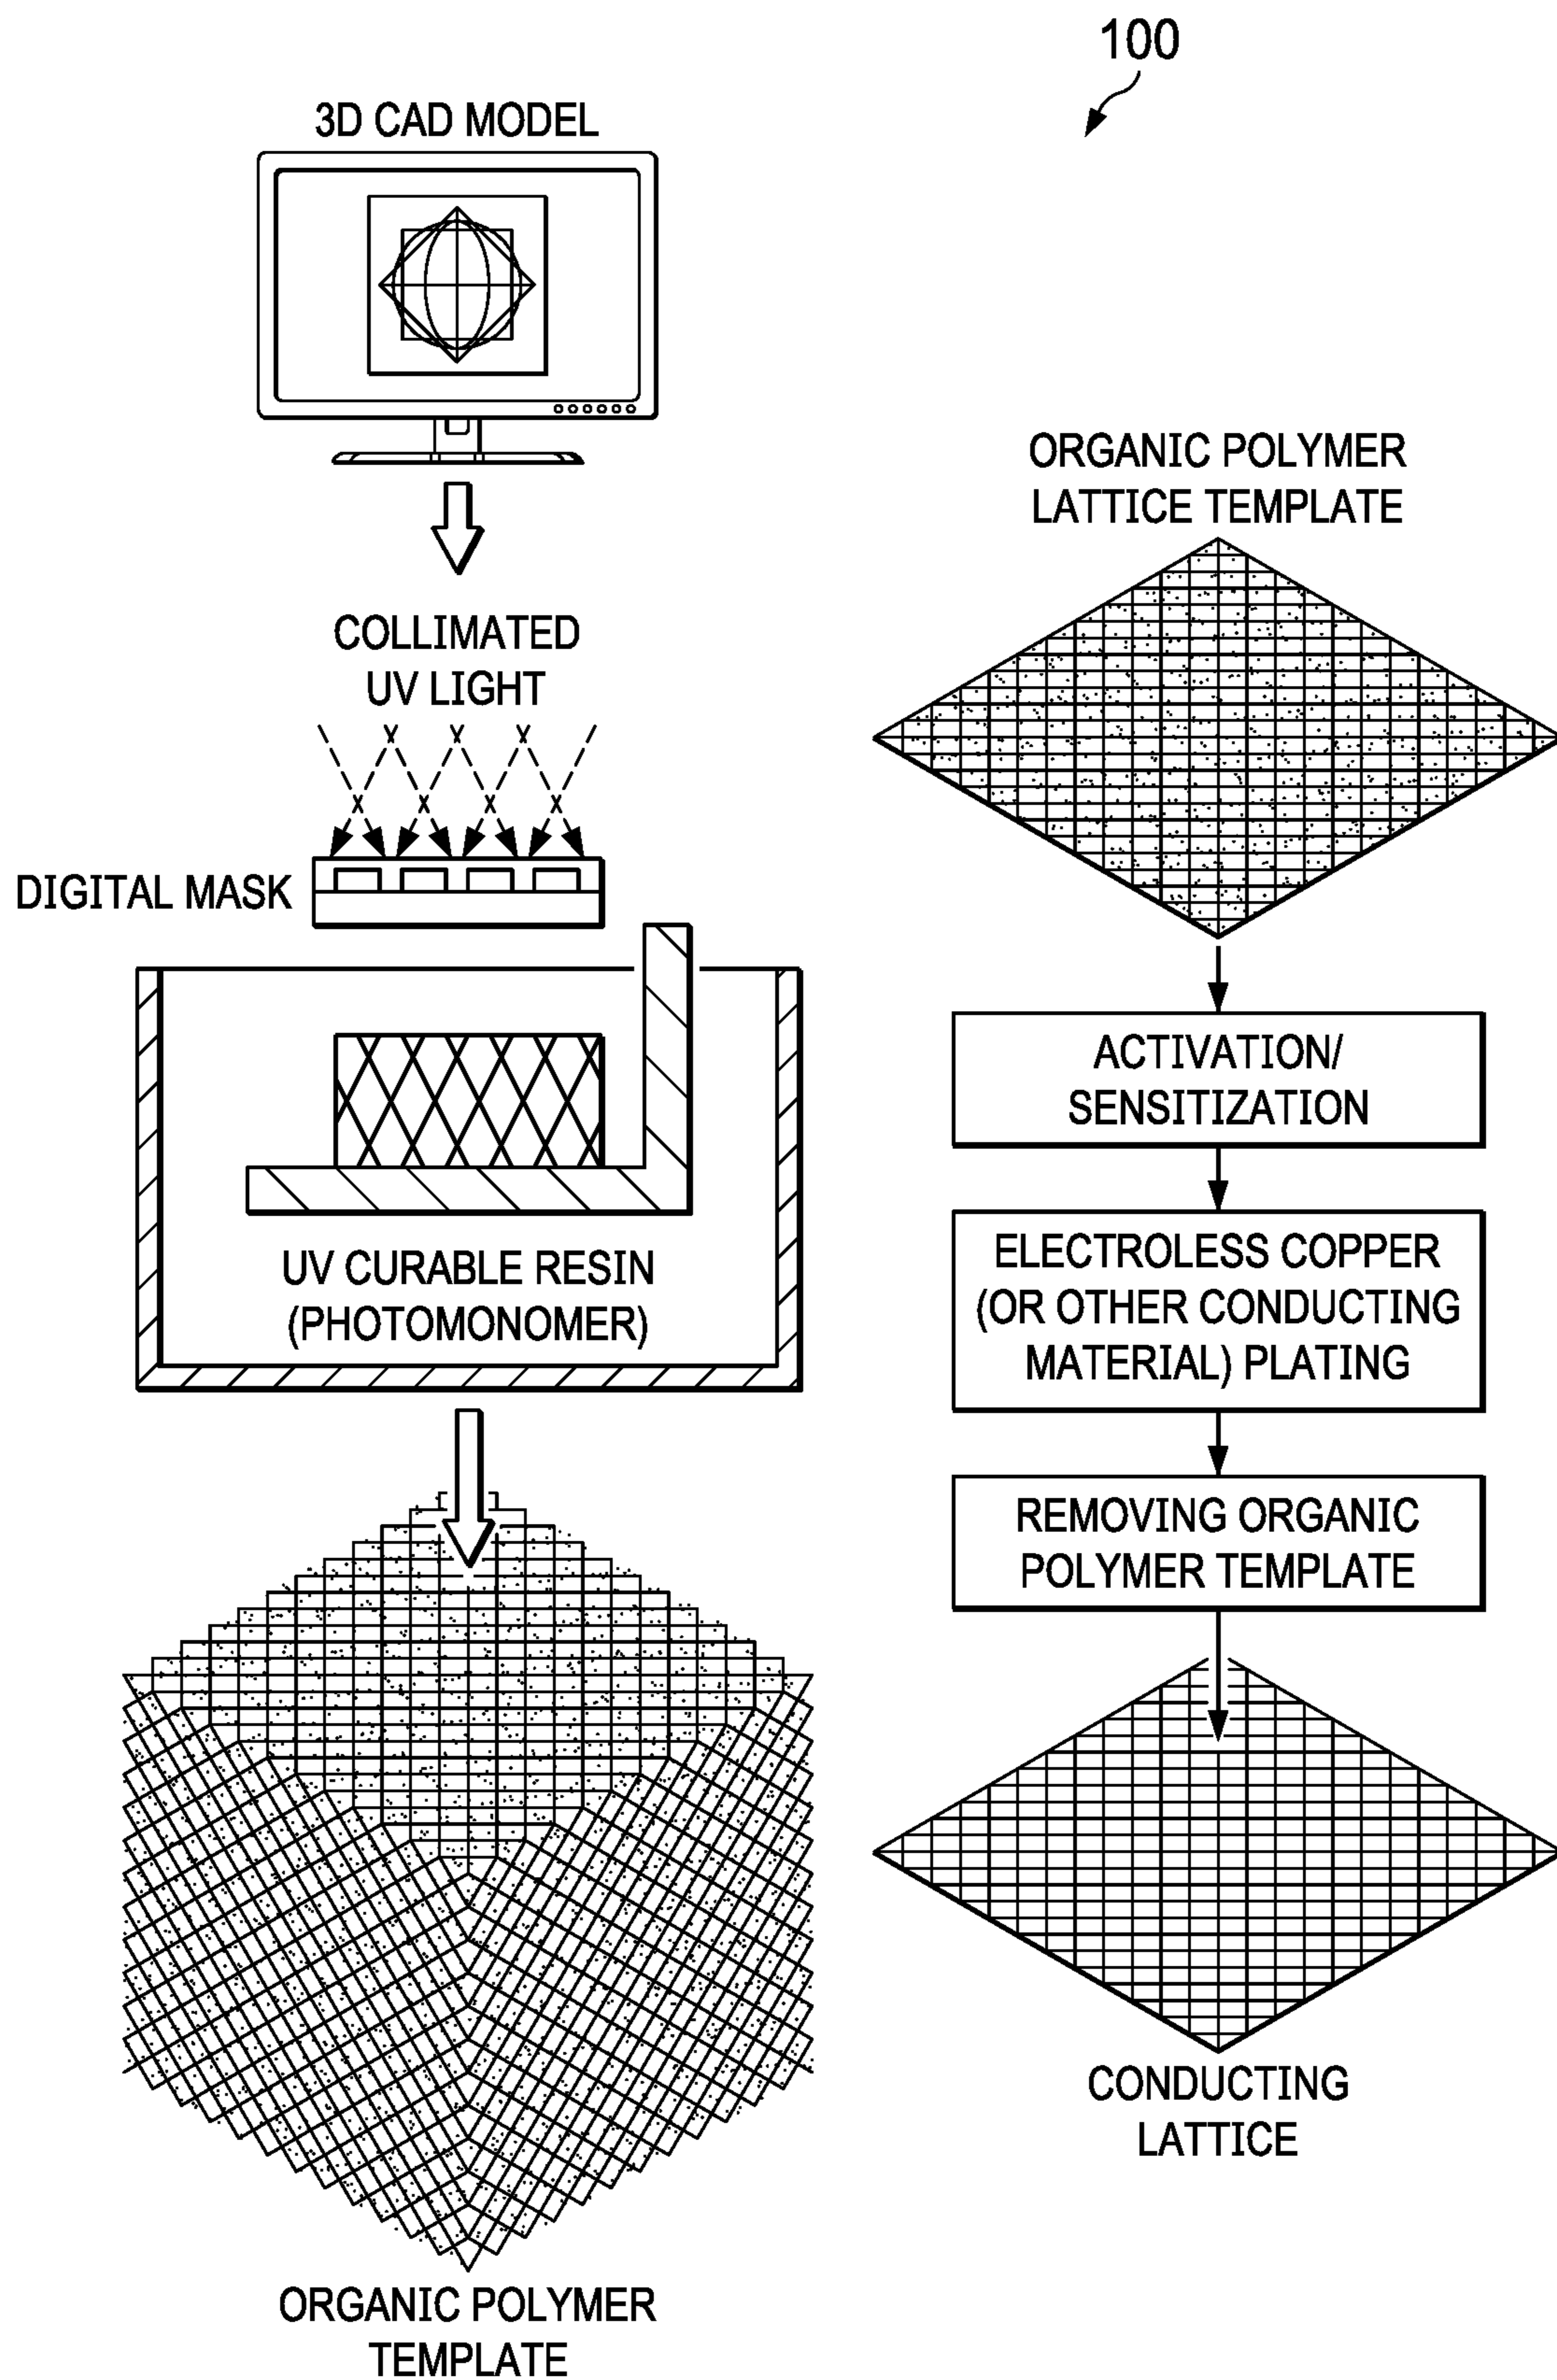 100
3D CAD MODEL
COLLIMATED
UV LIGHT
DIGITAL MASK
UV CURABLE RESIN
(PHOTOMONOMER)
ORGANIC POLYMER
TEMPLATE
ORGANIC POLYMER
LATTICE TEMPLATE
ACTIVATION/
SENSITIZATION
ELECTROLESS COPPER
(OR OTHER CONDUCTING
MATERIAL) PLATING
REMOVING ORGANIC
POLYMER TEMPLATE
CONDUCTING
LATTICE